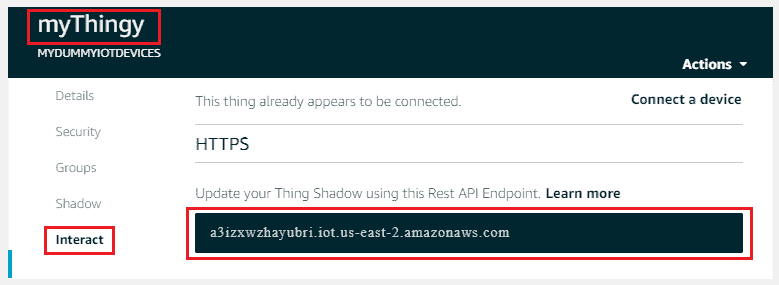 myThingy
MYDUMMYIOTDEVICES
Actions
Details
This thing already appears to be connected.
Connect a device
Security
HTTPS
Groups
Update your Thing Shadow using this Rest API Endpoint. Learn more
Shadow
Interact
a3izxwzhayubri.iot.us-east-2.amazonaws.com